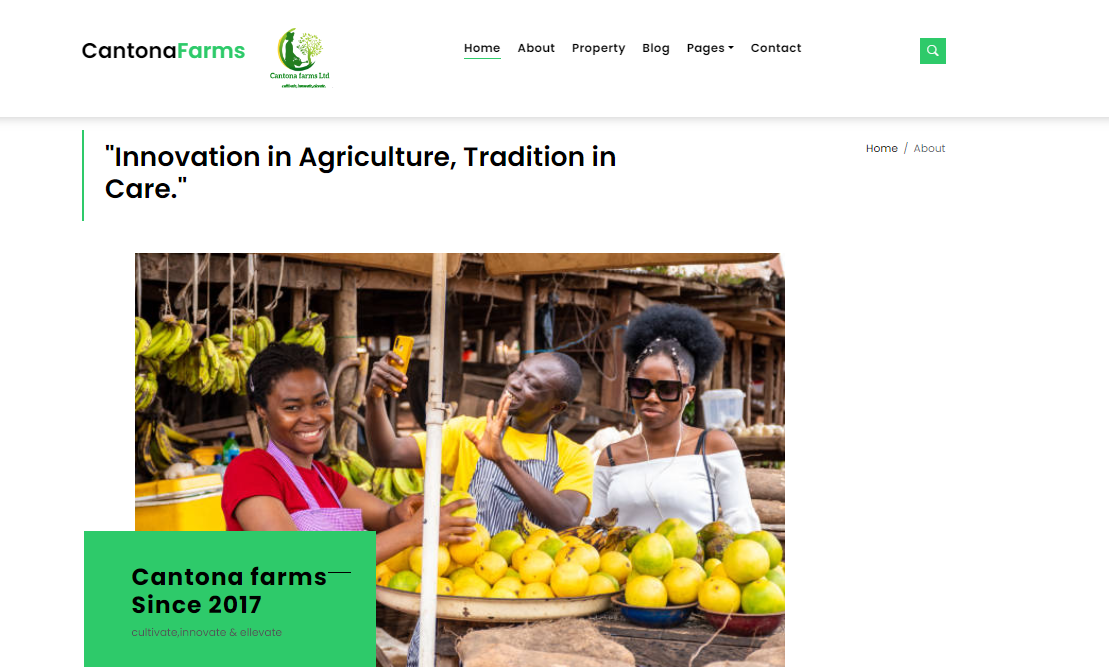 CantonaFarms
Cantona farms Ltd
cultivate, innovate, elevate.
Home About Property Blog Pages Contact
"Innovation in Agriculture, Tradition in
Care."
Home / About
Cantona farms
Since 2017
cultivate,innovate & ellevate